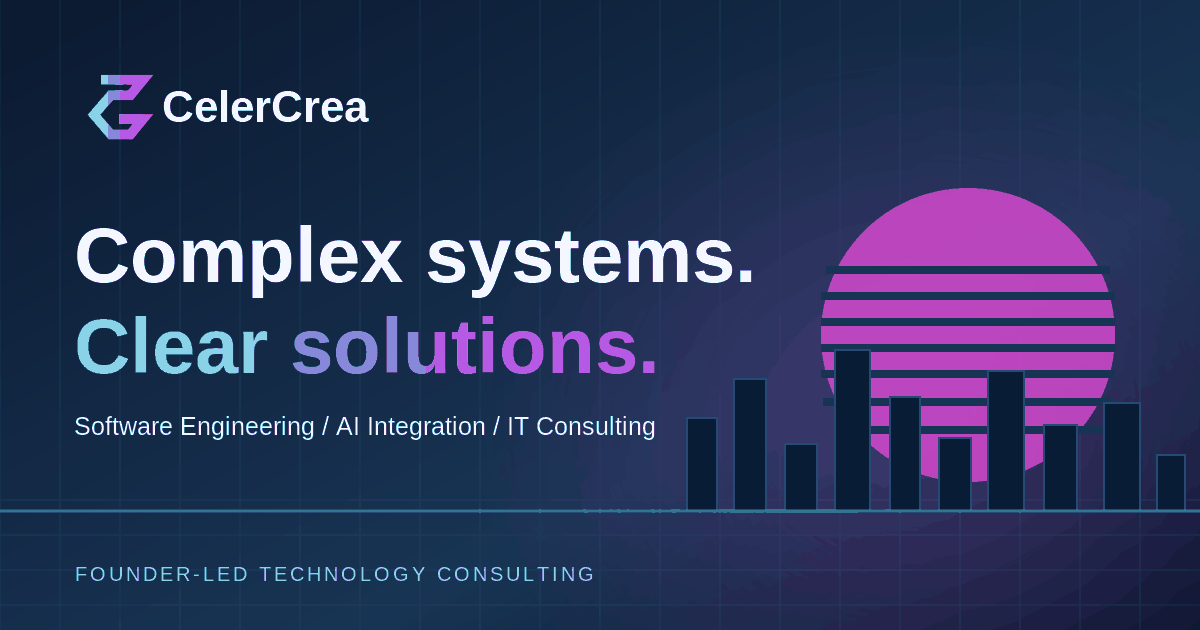 CelerCrea
Complex systems.
Clear solutions.
Software Engineering / AI Integration / IT Consulting
FOUNDER-LED TECHNOLOGY CONSULTING